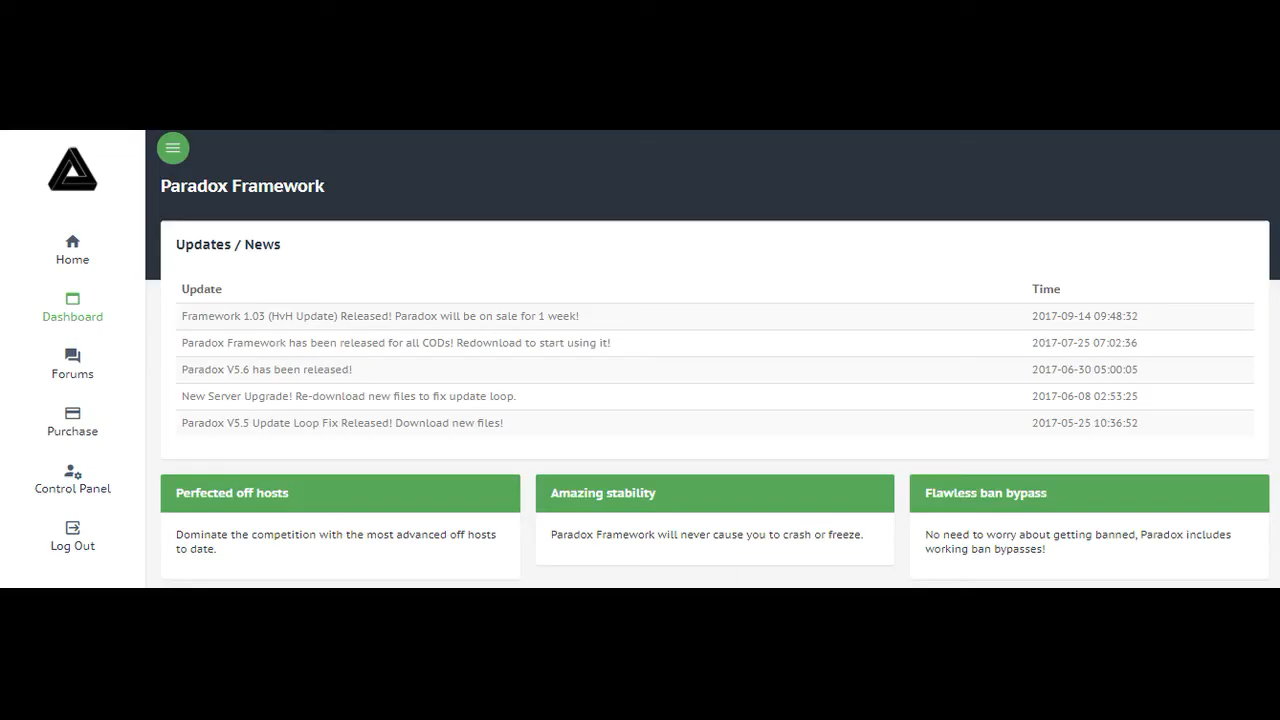 Paradox Framework
Home
Dashboard
Forums
Purchase
Control Panel
Log Out
Updates / News
Update Time
Framework 1.03 (HvH Update) Released! Paradox will be on sale for 1 week! 2017-09-14 09:48:32
Paradox Framework has been released for all CODs! Redownload to start using it! 2017-07-25 07:02:36
Paradox V5.6 has been released! 2017-06-30 05:00:05
New Server Upgrade! Re-download new files to fix update loop. 2017-06-08 02:53:25
Paradox V5.5 Update Loop Fix Released! Download new files! 2017-05-25 10:36:52
Perfected off hosts
Dominate the competition with the most advanced off hosts
to date.
Amazing stability
Paradox Framework will never cause you to crash or freeze.
Flawless ban bypass
No need to worry about getting banned, Paradox includes
working ban bypasses!